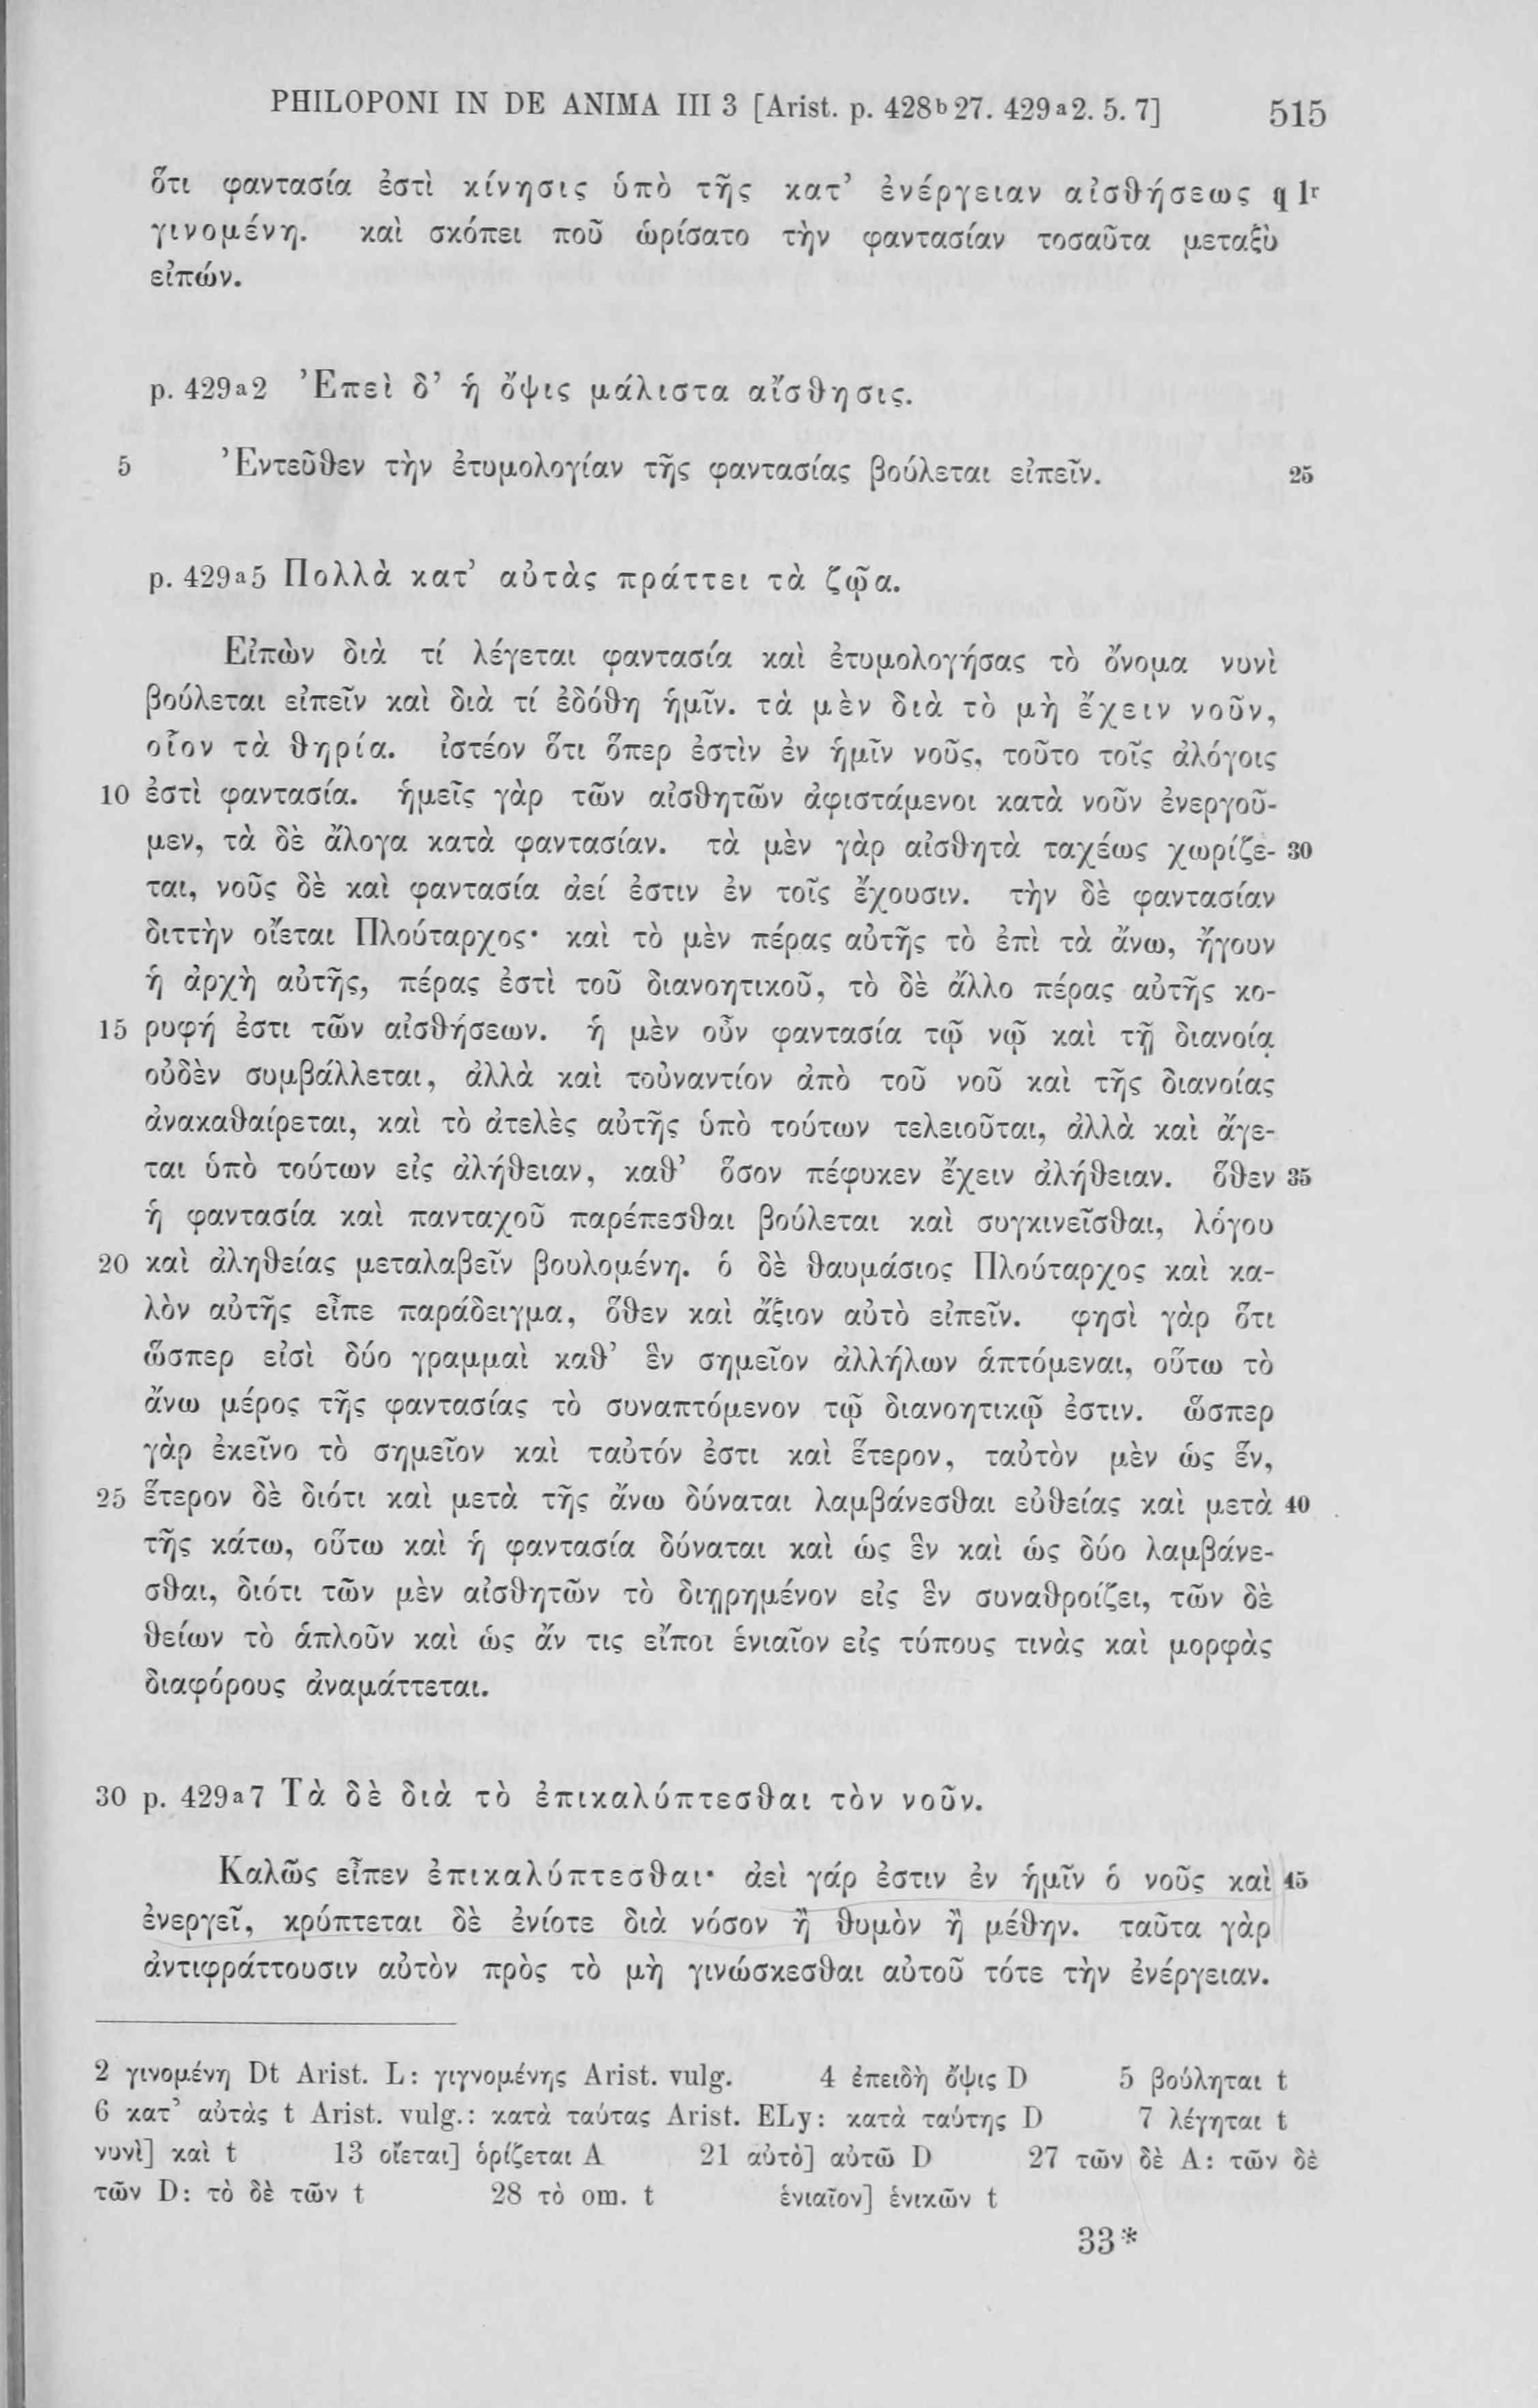 PHILOPONI IN DE ANIMA III 3 [Arist. p. 428b27. 429a2. 5. 7] 515
ὅτι φαντασία ἐστὶ κίνησις ὑπὸ τῆς κατ’ ἐνέργειαν αἰσθήσεως q 1r
γινομένη. καὶ σκόπει ποῦ ὡρίσατο τὴν φαντασίαν τοσαῦτα μεταξὺ
εἰπών.
p. 429a2 Ἐπεὶ δ’ ἡ ὄψις μάλιστα αἴσθησις.
5 Ἐντεῦθεν τὴν ἐτυμολογίαν τῆς φαντασίας βούλεται εἰπεῖν. 25
p. 429a5 Πολλὰ κατ’ αὐτὰς πράττει τὰ ζῷα.
Εἰπὼν διὰ τί λέγεται φαντασία καὶ ἐτυμολογήσας τὸ ὄνομα νυνὶ
βούλεται εἰπεῖν καὶ διὰ τί ἐδόθη ἡμῖν. τὰ μὲν διὰ τὸ μὴ ἔχειν νοῦν,
οἷον τὰ θηρία. ἰστέον ὅτι ὅπερ ἐστὶν ἐν ἡμῖν νοῦς, τοῦτο τοῖς ἀλόγοις
10 ἐστὶ φαντασία. ἡμεῖς γὰρ τῶν αἰσθητῶν ἀφιστάμενοι κατὰ νοῦν ἐνεργοῦ-
μεν, τὰ δὲ ἄλογα κατὰ φαντασίαν. τὰ μὲν γὰρ αἰσθητὰ ταχέως χωρίζε- 30
ται, νοῦς δὲ καὶ φαντασία ἀεί ἐστιν ἐν τοῖς ἔχουσιν. τὴν δὲ φαντασίαν
διττὴν οἴεται Πλούταρχος· καὶ τὸ μὲν πέρας αὐτῆς τὸ ἐπὶ τὰ ἄνω, ἤγουν
ἡ ἀρχὴ αὐτῆς, πέρας ἐστὶ τοῦ διανοητικοῦ, τὸ δὲ ἄλλο πέρας αὐτῆς κο-
15 ρυφή ἐστι τῶν αἰσθήσεων. ἡ μὲν οὖν φαντασία τῷ νῷ καὶ τῇ διανοίᾳ
οὐδὲν συμβάλλεται, ἀλλὰ καὶ τοὐναντίον ἀπὸ τοῦ νοῦ καὶ τῆς διανοίας
ἀνακαθαίρεται, καὶ τὸ ἀτελὲς αὐτῆς ὑπὸ τούτων τελειοῦται, ἀλλὰ καὶ ἄγε-
ται ὑπὸ τούτων εἰς ἀλήθειαν, καθ’ ὅσον πέφυκεν ἔχειν ἀλήθειαν. ὅθεν 35
ἡ φαντασία καὶ πανταχοῦ παρέπεσθαι βούλεται καὶ συγκινεῖσθαι, λόγου
20 καὶ ἀληθείας μεταλαβεῖν βουλομένη. ὁ δὲ θαυμάσιος Πλούταρχος καὶ κα-
λὸν αὐτῆς εἶπε παράδειγμα, ὅθεν καὶ ἄξιον αὐτὸ εἰπεῖν. φησὶ γὰρ ὅτι
ὥσπερ εἰσὶ δύο γραμμαὶ καθ’ ἓν σημεῖον ἀλλήλων ἁπτόμεναι, οὕτω τὸ
ἄνω μέρος τῆς φαντασίας τὸ συναπτόμενον τῷ διανοητικῷ ἐστιν. ὥσπερ
γὰρ ἐκεῖνο τὸ σημεῖον καὶ ταὐτόν ἐστι καὶ ἕτερον, ταὐτὸν μὲν ὡς ἕν,
25 ἕτερον δὲ διότι καὶ μετὰ τῆς ἄνω δύναται λαμβάνεσθαι εὐθείας καὶ μετὰ 40
τῆς κάτω, οὕτω καὶ ἡ φαντασία δύναται καὶ ὡς ἓν καὶ ὡς δύο λαμβάνε-
σθαι, διότι τῶν μὲν αἰσθητῶν τὸ διῃρημένον εἰς ἓν συναθροίζει, τῶν δὲ
θείων τὸ ἁπλοῦν καὶ ὡς ἄν τις εἴποι ἑνιαῖον εἰς τύπους τινὰς καὶ μορφὰς
διαφόρους ἀναμάττεται.
30 p. 429a7 Τὰ δὲ διὰ τὸ ἐπικαλύπτεσθαι τὸν νοῦν.
Καλῶς εἶπεν ἐπικαλύπτεσθαι· ἀεὶ γάρ ἐστιν ἐν ἡμῖν ὁ νοῦς καὶ 45
ἐνεργεῖ, κρύπτεται δὲ ἐνίοτε διὰ νόσον ἢ θυμὸν ἢ μέθην. ταῦτα γὰρ
ἀντιφράττουσιν αὐτὸν πρὸς τὸ μὴ γινώσκεσθαι αὐτοῦ τότε τὴν ἐνέργειαν.
2 γινομένη Dt Arist. L: γιγνομένης Arist. vulg. 4 ἐπειδὴ ὄψις D 5 βούληται t
6 κατ’ αὐτὰς t Arist. vulg.: κατὰ ταύτας Arist. ELy: κατὰ ταύτης D 7 λέγηται t
νυνὶ] καὶ t 13 οἴεται] ὁρίζεται A 21 αὐτὸ] αὐτῶ D 27 τῶν δὲ A: τῶν δὲ
τῶν D: τὸ δὲ τῶν t 28 τὸ om. t ἑνιαῖον] ἑνικῶν t
33*